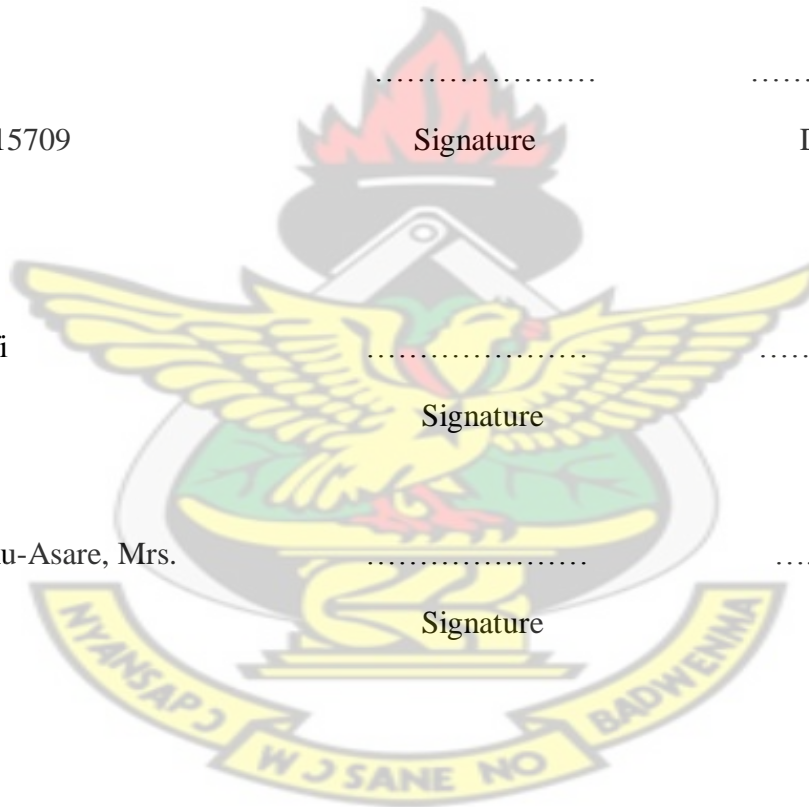 ..................... ......
15709 Signature D
i ..................... .....
Signature
u-Asare, Mrs. ..................... ....
Signature
NYANSAPƆ WƆSANE NO BADWENMA